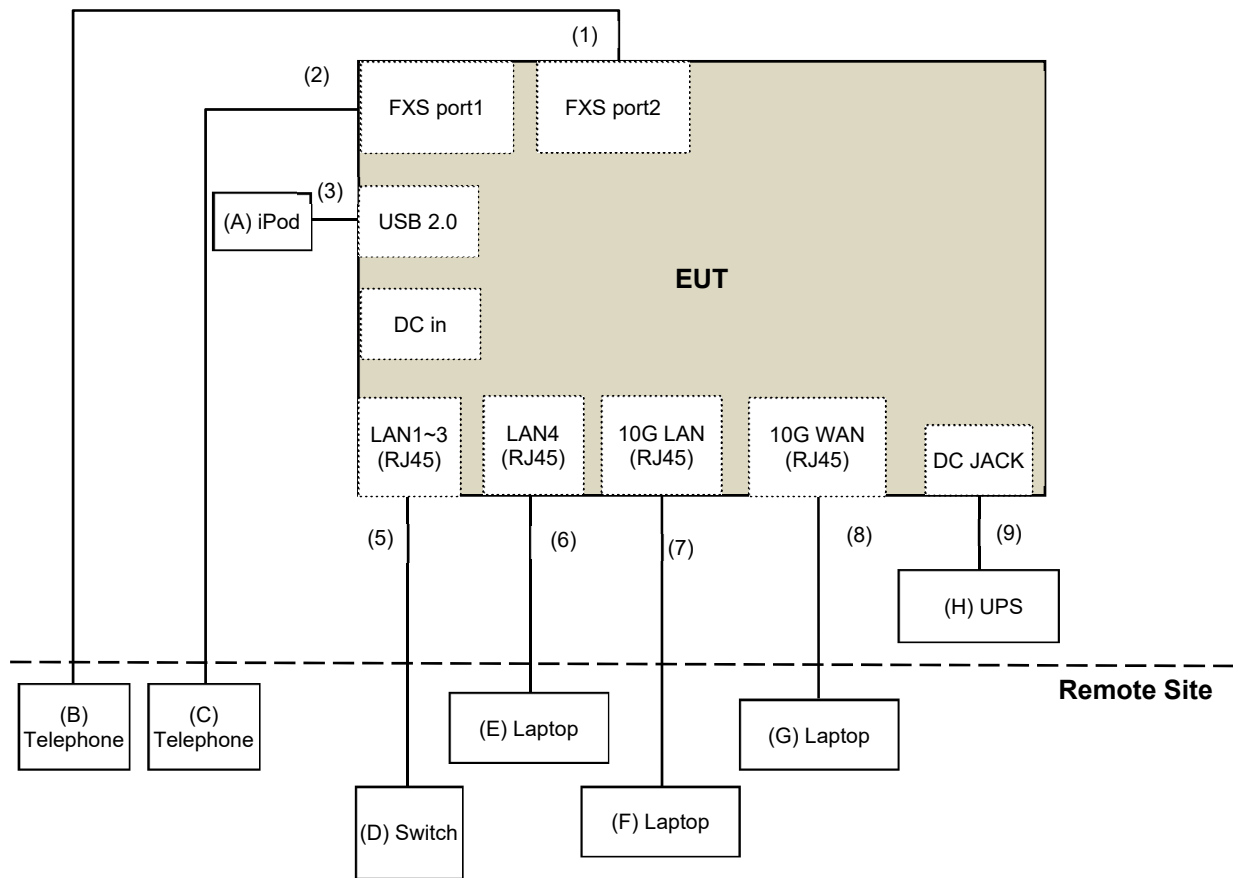 (1)
(2)
FXS port1
FXS port2
(3)
(A) iPod
USB 2.0
EUT
DC in
LAN1~3
(RJ45)
LAN4
(RJ45)
10G LAN
(RJ45)
10G WAN
(RJ45)
DC JACK
(5)
(6)
(7)
(8)
(9)
(H) UPS
Remote Site
(B)
Telephone
(C)
Telephone
(E) Laptop
(G) Laptop
(D) Switch
(F) Laptop